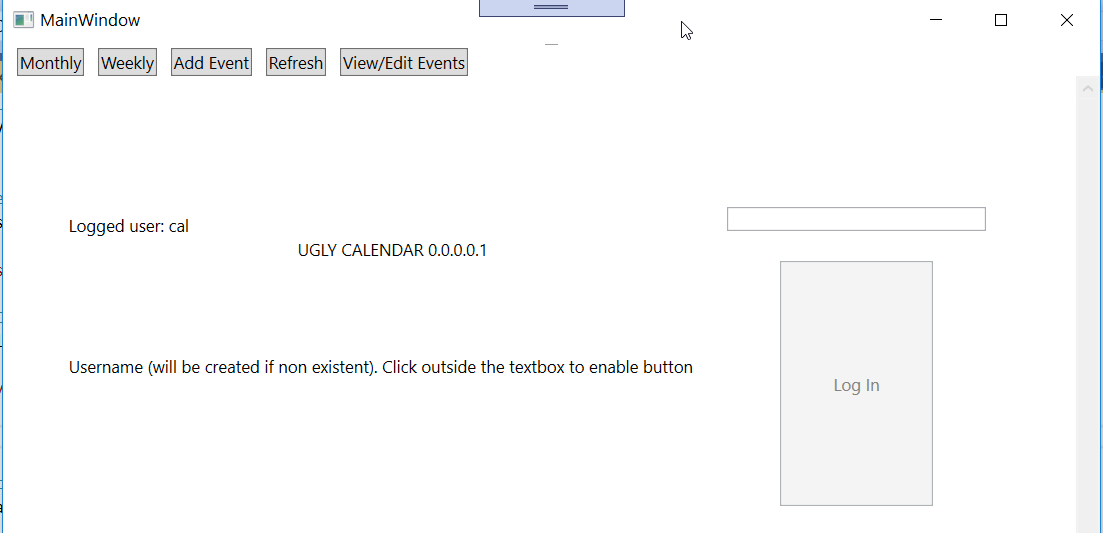 MainWindow
Monthly Weekly Add Event Refresh View/Edit Events
Logged user: cal
UGLY CALENDAR 0.0.0.0.1
Username (will be created if non existent). Click outside the textbox to enable button
Log In